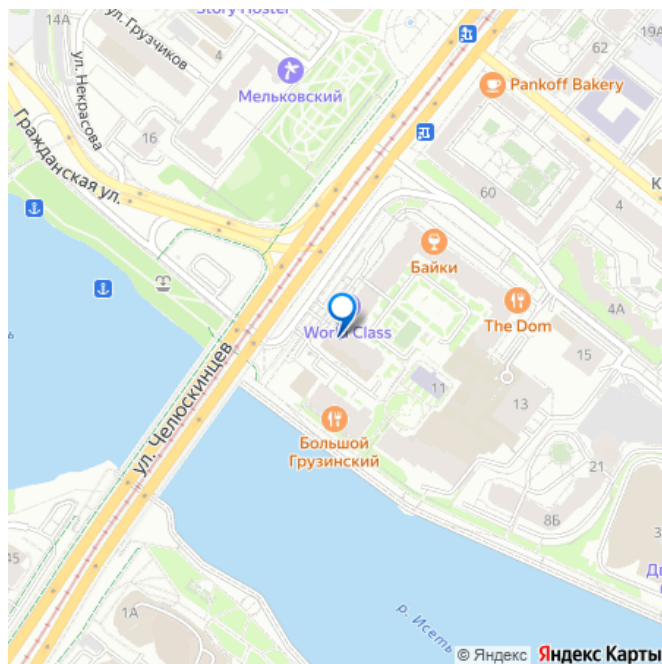 14А
Story Hostel
ул. Грузчиков
4
62
19А
ул. Некрасова
Мельковский
Pankoff Bakery
16
Гражданская ул.
60
К
4
Байки
The Dom
4А
World Class
15
ул. Челюскинцев
11
13
Большой
Грузинский
21
8Б
45
1А
р. Исеть
© Яндекс Яндекс Карты